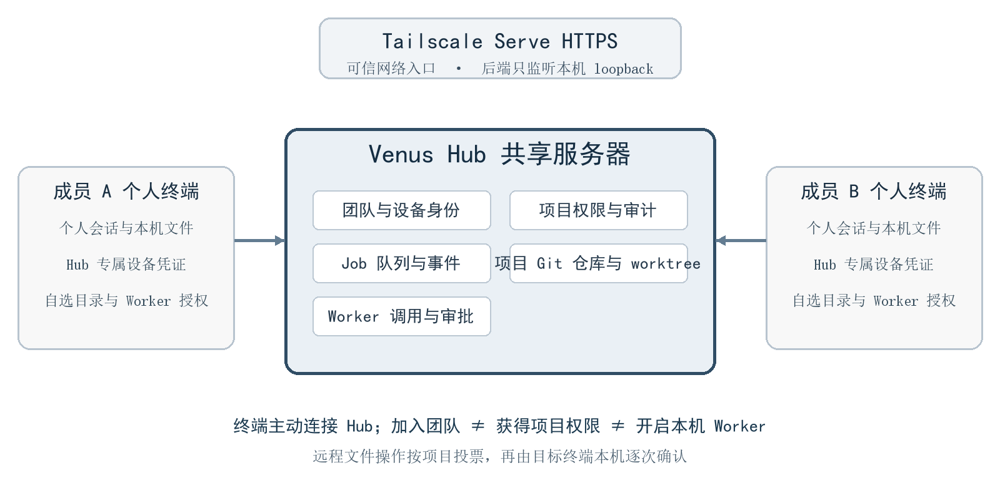 Tailscale Serve HTTPS
可信网络入口 • 后端只监听本机 loopback
Venus Hub 共享服务器
团队与设备身份
项目权限与审计
Job 队列与事件
项目 Git 仓库与 worktree
Worker 调用与审批
成员 A 个人终端
个人会话与本机文件
Hub 专属设备凭证
自选目录与 Worker 授权
成员 B 个人终端
个人会话与本机文件
Hub 专属设备凭证
自选目录与 Worker 授权
终端主动连接 Hub；加入团队 ≠ 获得项目权限 ≠ 开启本机 Worker
远程文件操作按项目投票，再由目标终端本机逐次确认